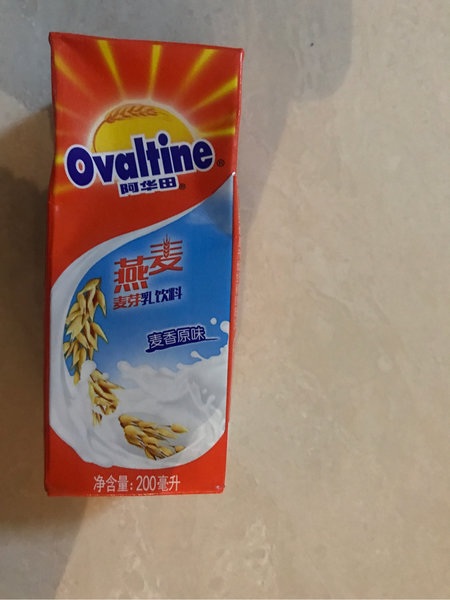 Ovaltine®
阿华田®
燕麦
麦芽乳饮料
麦香原味
净含量:200毫升